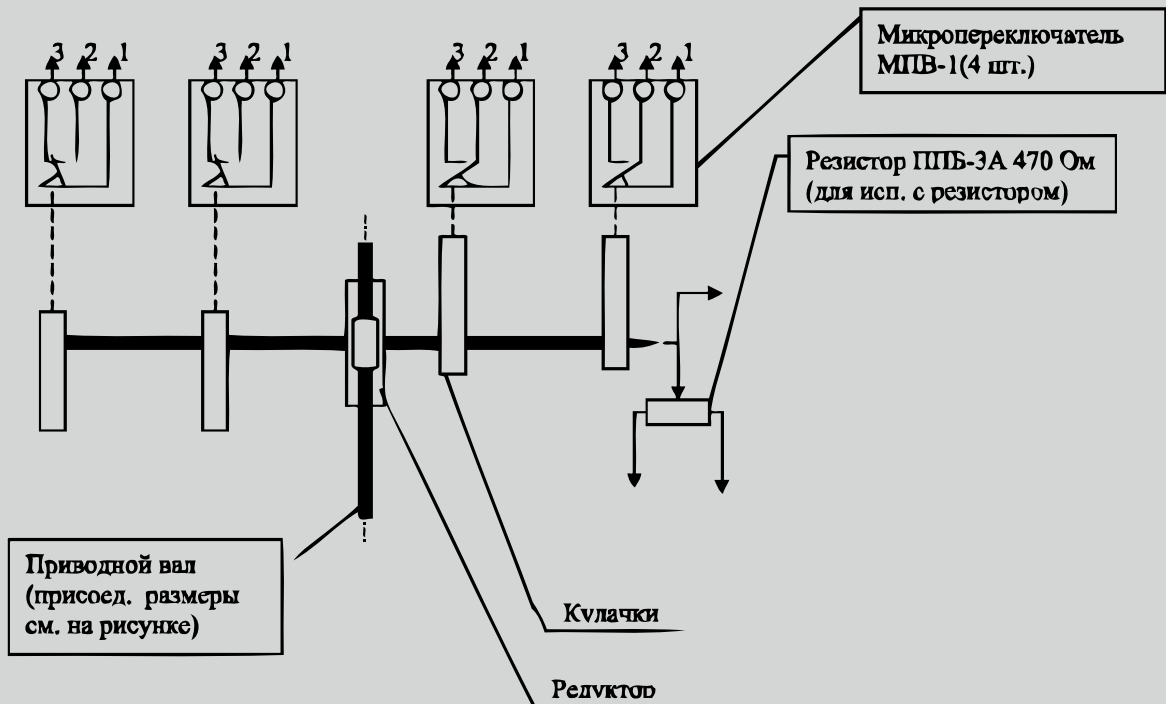 3 2 1 3 2 1 3 2 1 3 2 1
Микропереключатель
МПВ-1(4 шт.)
Резистор ППБ-3А 470 Ом
(для исп. с резистором)
Приводной вал
(присоед. размеры
см. на рисунке)
Кулачки
Редуктор